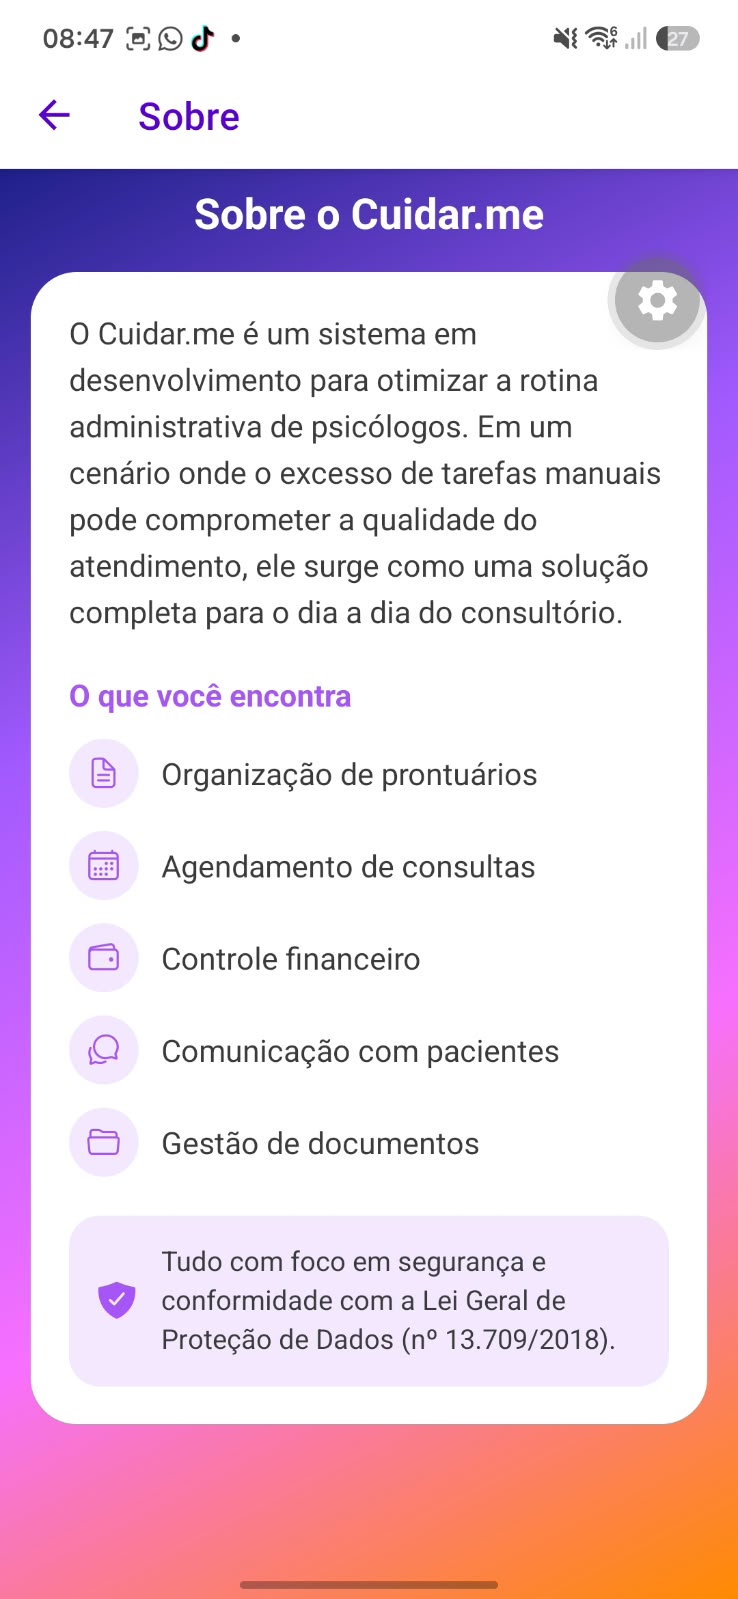 08:47
27
Sobre
Sobre o Cuidar.me
O Cuidar.me é um sistema em
desenvolvimento para otimizar a rotina
administrativa de psicólogos. Em um
cenário onde o excesso de tarefas manuais
pode comprometer a qualidade do
atendimento, ele surge como uma solução
completa para o dia a dia do consultório.
O que você encontra
Organização de prontuários
Agendamento de consultas
Controle financeiro
Comunicação com pacientes
Gestão de documentos
Tudo com foco em segurança e
conformidade com a Lei Geral de
Proteção de Dados (nº 13.709/2018).